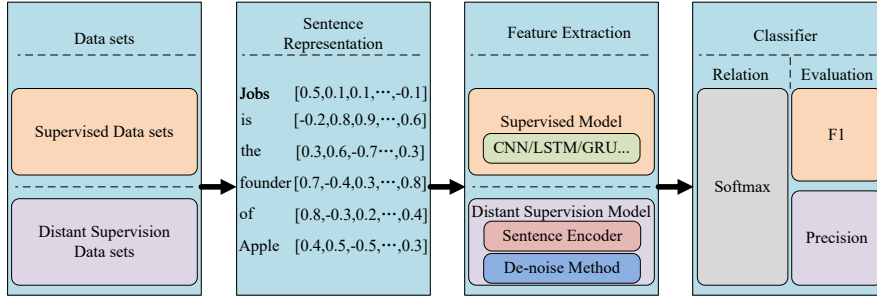 Data sets
Supervised Data sets
Distant Supervision
Data sets
Sentence
Representation
Jobs [0.5,0.1,0.1,⋯,-0.1]
is [-0.2,0.8,0.9,⋯,0.6]
the [0.3,0.6,-0.7⋯,0.3]
founder [0.7,-0.4,0.3,⋯,0.8]
of [0.8,-0.3,0.2,⋯,0.4]
Apple [0.4,0.5,-0.5,⋯,0.3]
Feature Extraction
Supervised Model
CNN/LSTM/GRU...
Distant Supervision Model
Sentence Encoder
De-noise Method
Classifier
Relation Evaluation
Softmax
F1
Precision